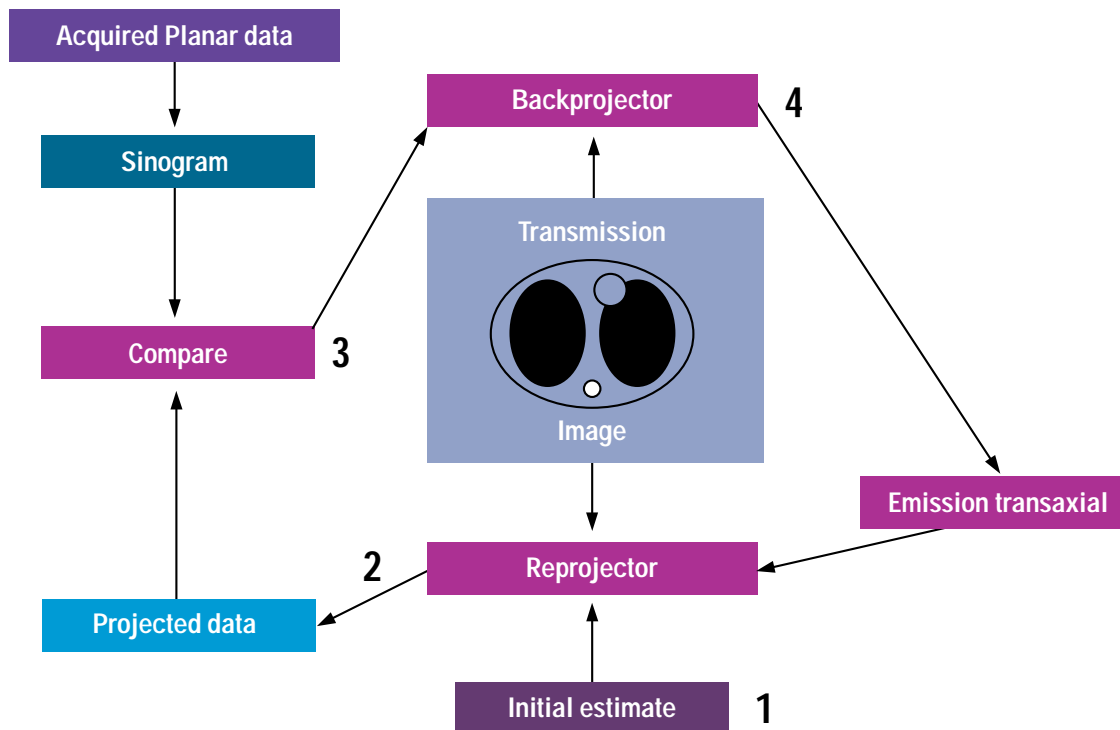 Acquired Planar data
Backprojector
4
Sinogram
Transmission
Compare
3
Image
Emission transaxial
Reprojector
2
Projected data
Initial estimate
1